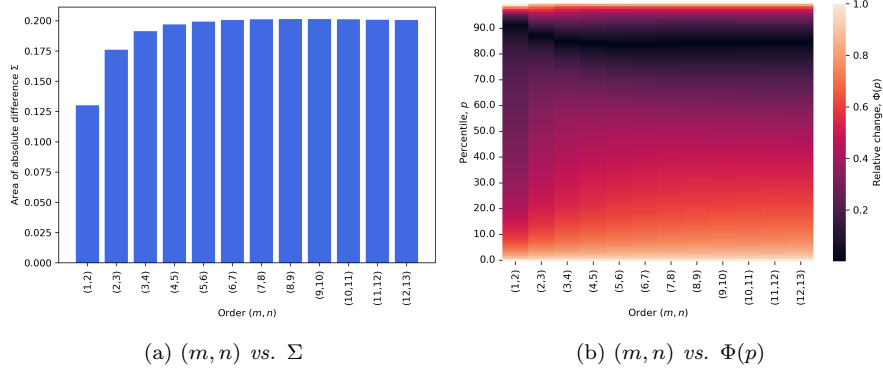 0.200
0.175
0.150
0.125
0.100
0.075
0.050
0.025
0.000
Area of absolute difference Σ
(1,2) (2,3) (3,4) (4,5) (5,6) (6,7) (7,8) (8,9) (9,10) (10,11) (11,12) (12,13)
Order (m, n)
(a) (m, n) vs. Σ
90.0
80.0
70.0
60.0
50.0
40.0
30.0
20.0
10.0
0.0
Percentile, p
(1,2) (2,3) (3,4) (4,5) (5,6) (6,7) (7,8) (8,9) (9,10) (10,11) (11,12) (12,13)
Order (m, n)
1.0
0.8
0.6
0.4
0.2
Relative change, Φ(p)
(b) (m, n) vs. Φ(p)